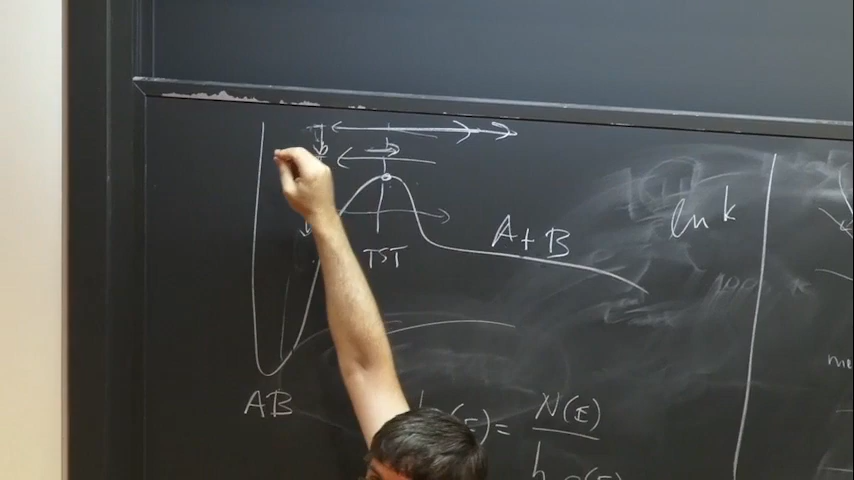 ln k
A+B
TST
AB
(E) = N(E)
h